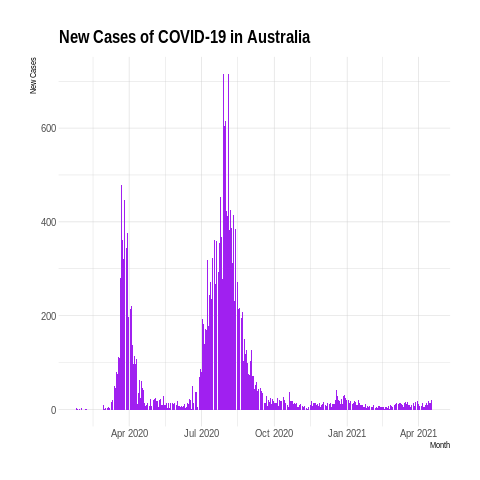 New Cases of COVID-19 in Australia
New Cases
600
400
200
0
Apr 2020 Jul 2020 Oct 2020 Jan 2021 Apr 2021
Month